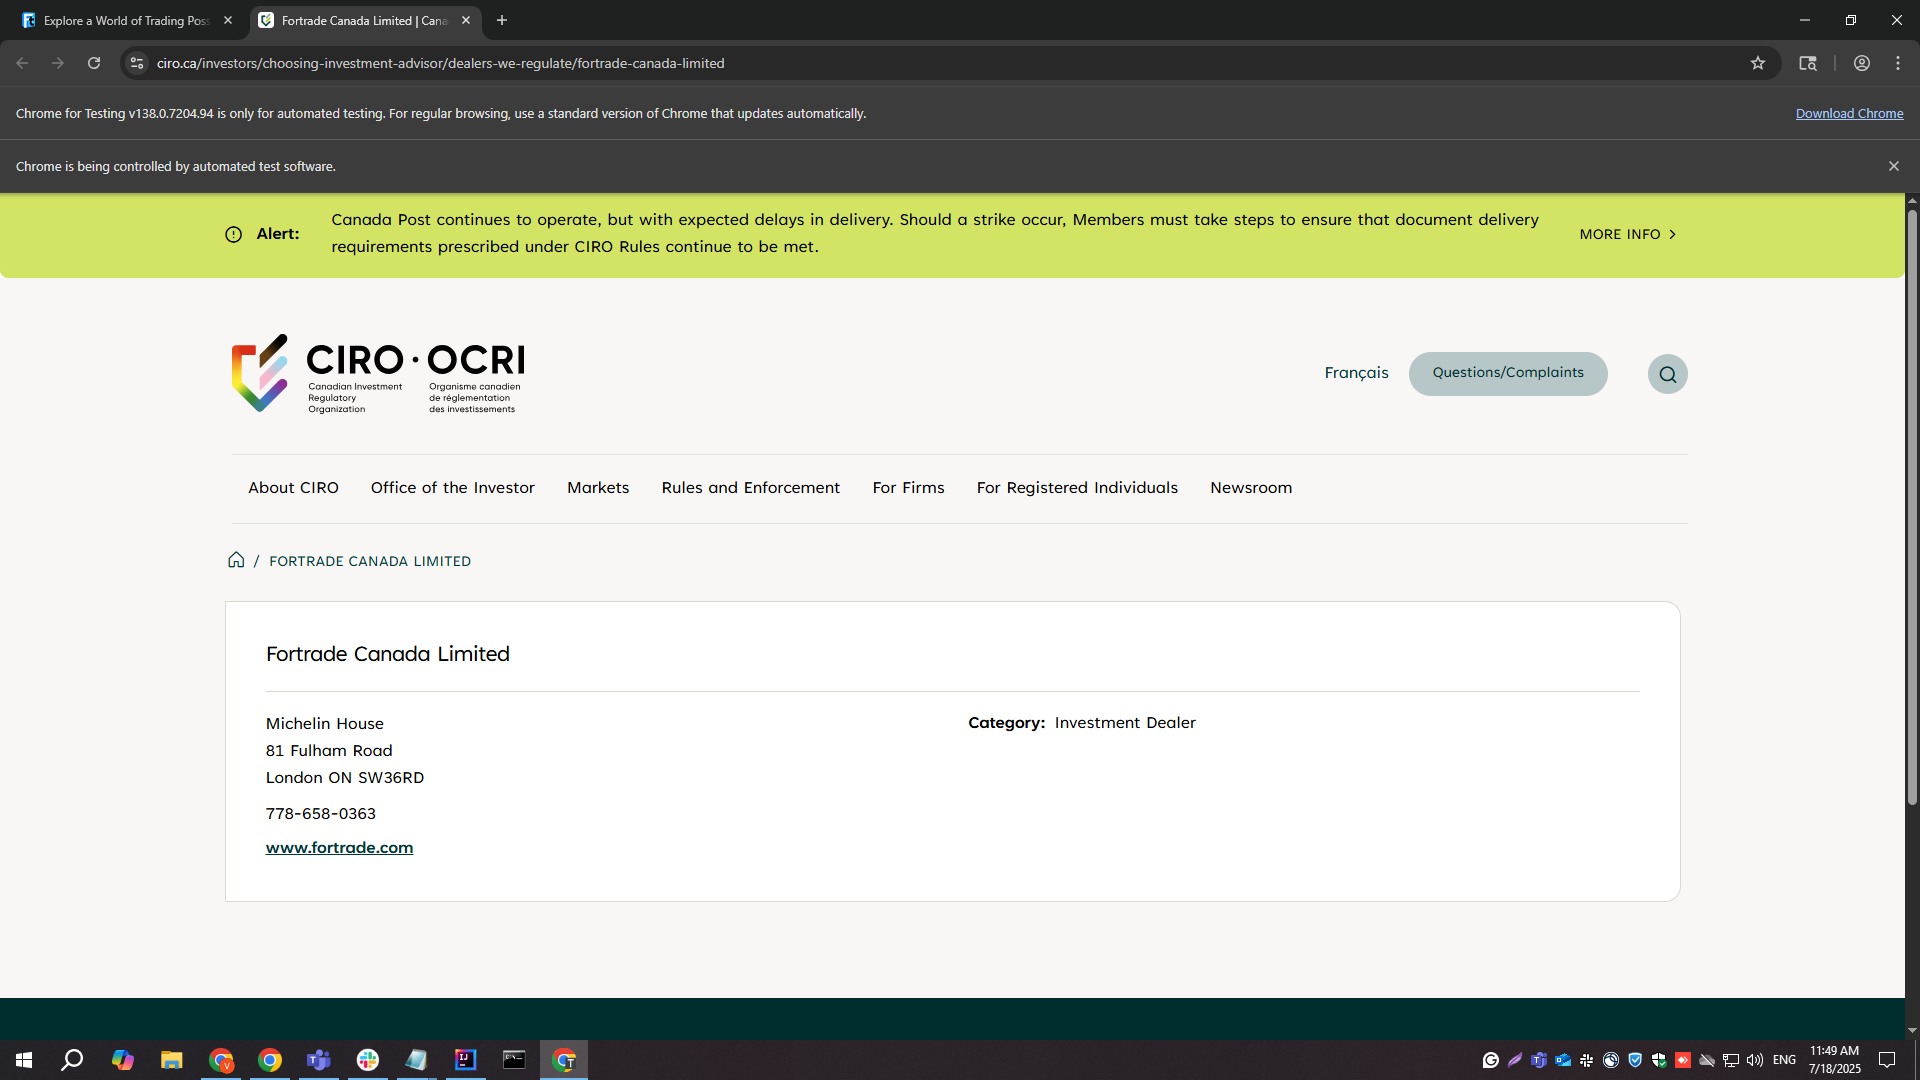 Explore a World of Trading Poss
Fortrade Canada Limited | Cana
ciro.ca/investors/choosing-investment-advisor/dealers-we-regulate/fortrade-canada-limited
Chrome for Testing v138.0.7204.94 is only for automated testing. For regular browsing, use a standard version of Chrome that updates automatically.
Download Chrome
Chrome is being controlled by automated test software.
Alert:
Canada Post continues to operate, but with expected delays in delivery. Should a strike occur, Members must take steps to ensure that document delivery
requirements prescribed under CIRO Rules continue to be met.
MORE INFO
CIRO · OCRI
Canadian Investment
Regulatory
Organization
Organisme canadien
de réglementation
des investissements
Français
Questions/Complaints
About CIRO
Office of the Investor
Markets
Rules and Enforcement
For Firms
For Registered Individuals
Newsroom
/ FORTRADE CANADA LIMITED
Fortrade Canada Limited
Michelin House
81 Fulham Road
London ON SW36RD
778-658-0363
www.fortrade.com
Category: Investment Dealer
ENG
11:49 AM
7/18/2025